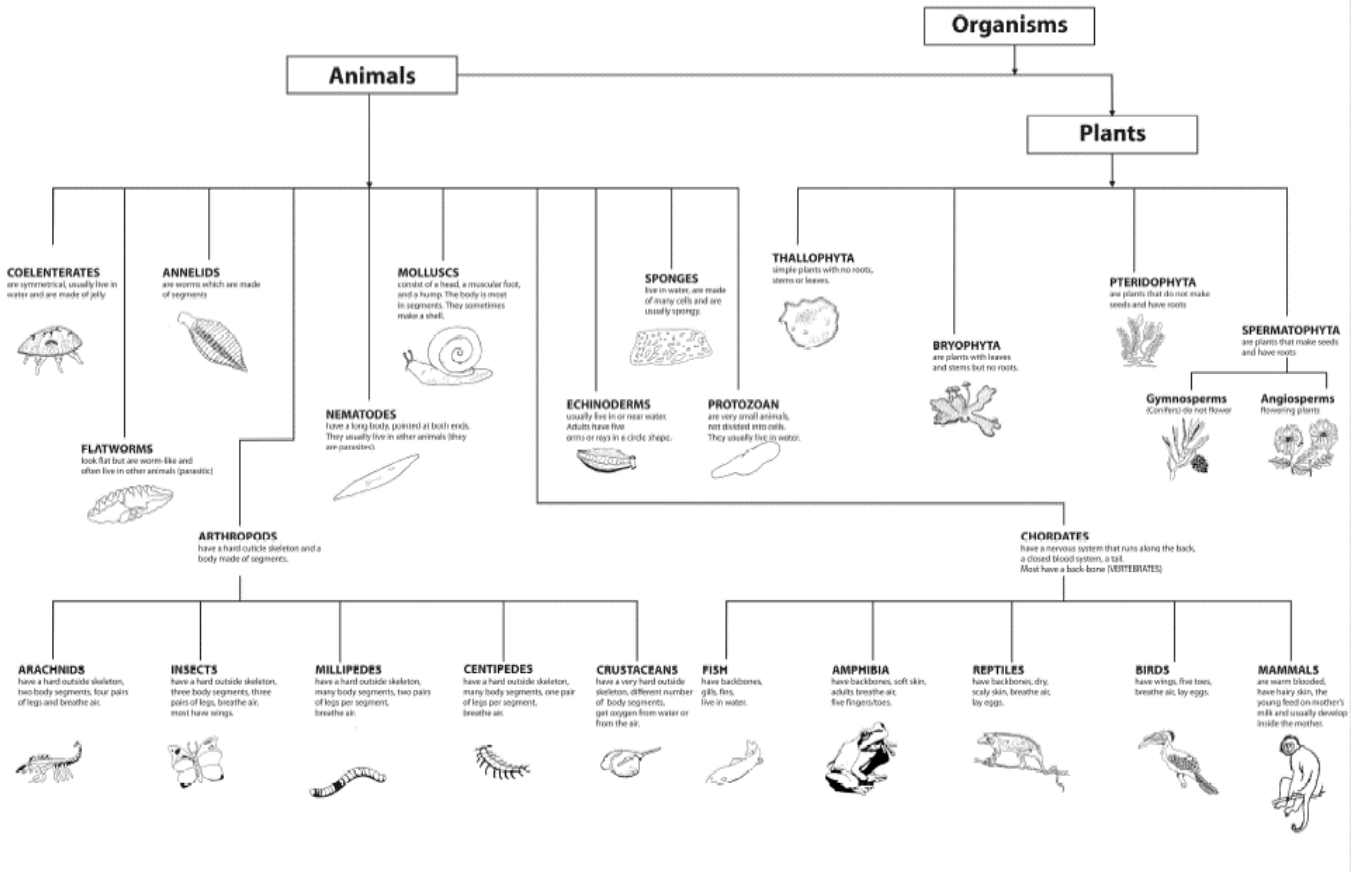 Organisms
Animals
Plants
COELENTERATES
are symmetrical, usually live in
water and are made of jelly
ANNELIDS
are worms which are made
of segments
MOLLUSCS
consist of a head, a muscular foot,
and a hump. The body is most
in segments. They sometimes
make a shell.
SPONGES
live in water, are made
of many cells and are
usually spongy.
THALLOPHYTA
simple plants with no roots,
stems or leaves.
PTERIDOPHYTA
are plants that do not make
seeds and have roots
BRYOPHYTA
are plants with leaves
and stems but no roots.
SPERMATOPHYTA
are plants that make seeds
and have roots
Gymnosperms
(Conifers) do not flower
Angiosperms
flowering plants
FLATWORMS
look flat but are worm-like and
often live in other animals (parasitic)
NEMATODES
have a long body, pointed at both ends.
They usually live in other animals (they
are parasites).
ECHINODERMS
usually live in or near water.
Adults have five
arms or rays in a circle shape.
PROTOZOAN
are very small animals,
not divided into cells.
They usually live in water.
ARTHROPODS
have a hard cuticle skeleton and a
body made of segments.
CHORDATES
have a nervous system that runs along the back,
a closed blood system, a tail.
Most have a back-bone (VERTEBRATES)
ARACHNIDS
have a hard outside skeleton,
two body segments, four pairs
of legs and breathe air.
INSECTS
have a hard outside skeleton,
three body segments, three
pairs of legs, breathe air.
most have wings.
MILLIPEDES
have a hard outside skeleton,
many body segments, two pairs
of legs per segment,
breathe air.
CENTIPEDES
have a hard outside skeleton,
many body segments, one pair
of legs per segment,
breathe air.
CRUSTACEANS
have a very hard outside
skeleton, different number
of body segments,
get oxygen from water or
from the air.
FISH
have backbones,
gills, fins,
live in water.
AMPHIBIA
have backbones, soft skin,
adults breathe air,
five fingers/toes.
REPTILES
have backbones, dry,
scaly skin, breathe air,
lay eggs.
BIRDS
have wings, five toes,
breathe air, lay eggs.
MAMMALS
are warm blooded,
have hairy skin, the
young feed on mother's
milk and usually develop
inside the mother.